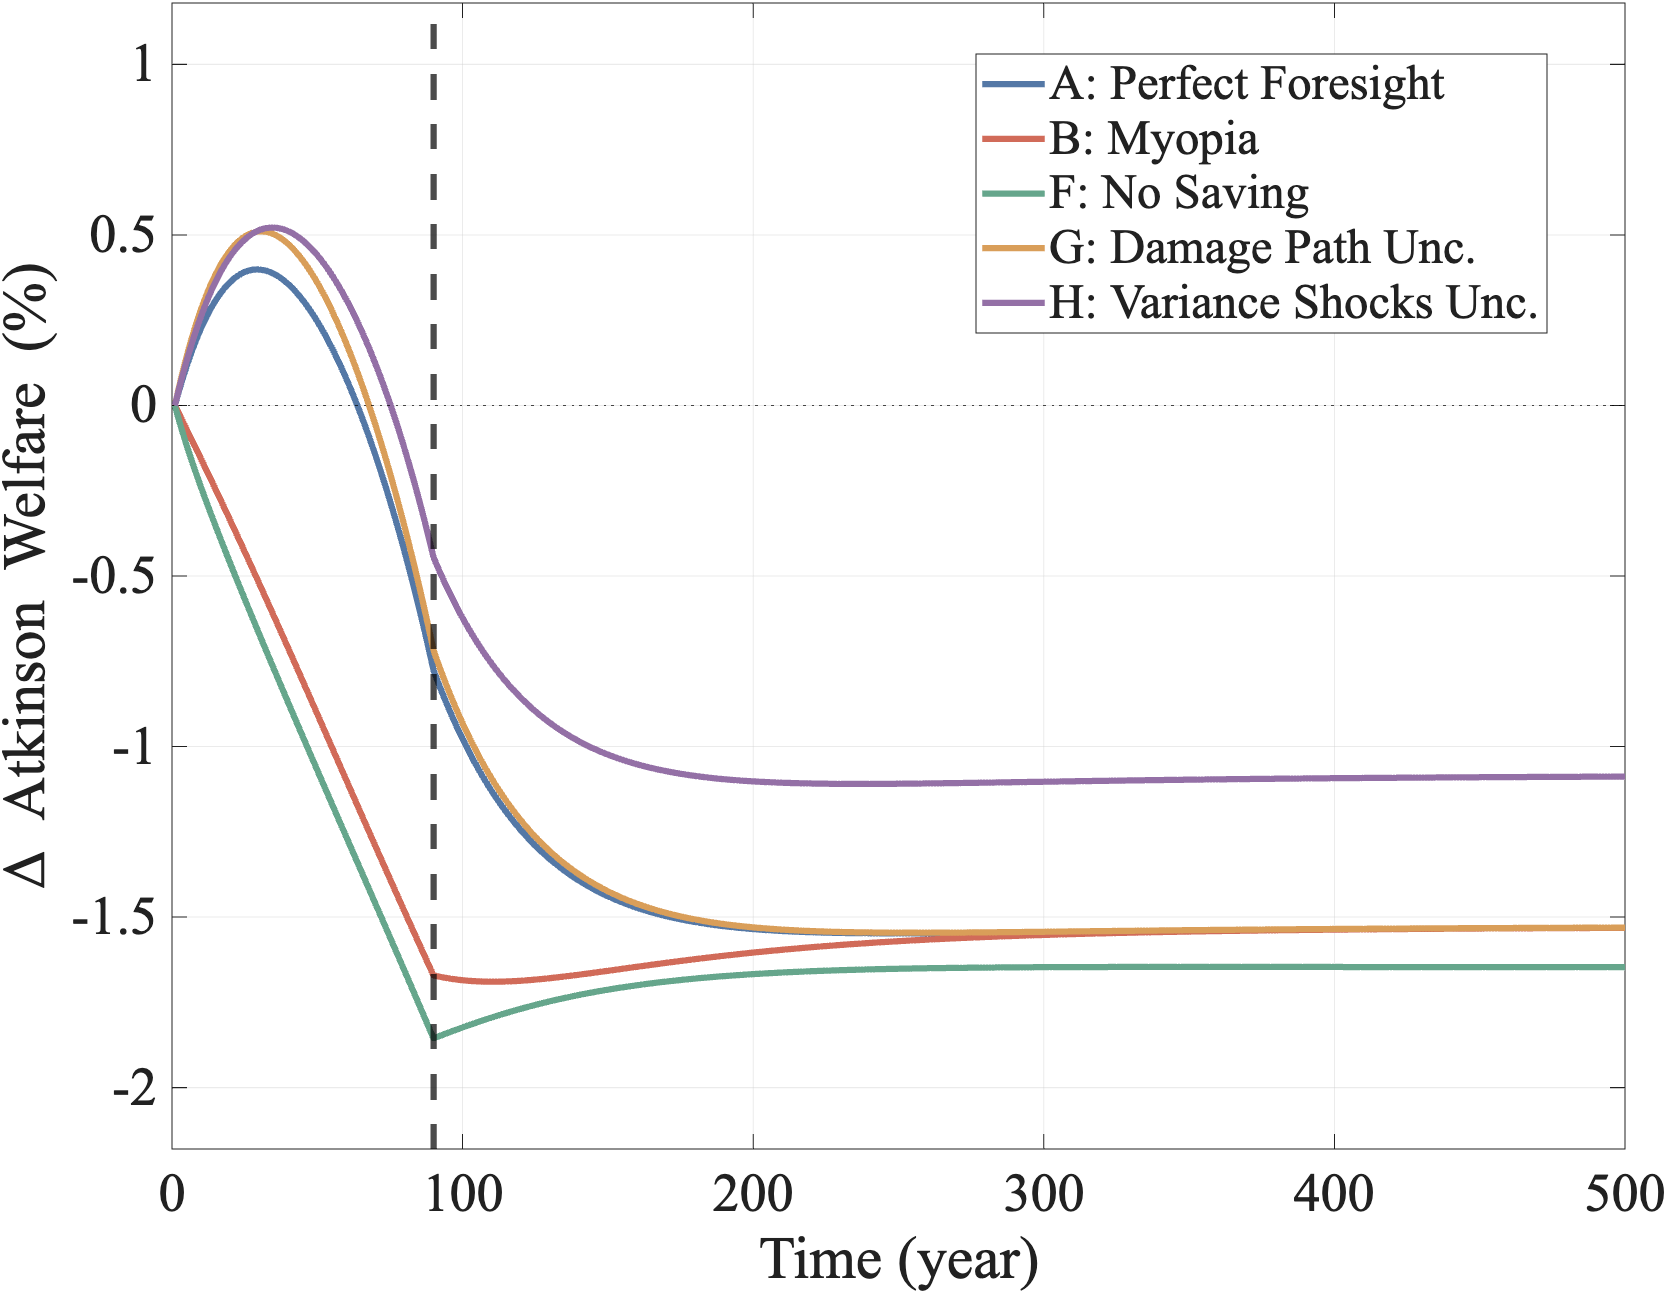 Δ Atkinson Welfare (%)
1
0.5
0
-0.5
-1
-1.5
-2
A: Perfect Foresight
B: Myopia
F: No Saving
G: Damage Path Unc.
H: Variance Shocks Unc.
0 100 200 300 400 500
Time (year)